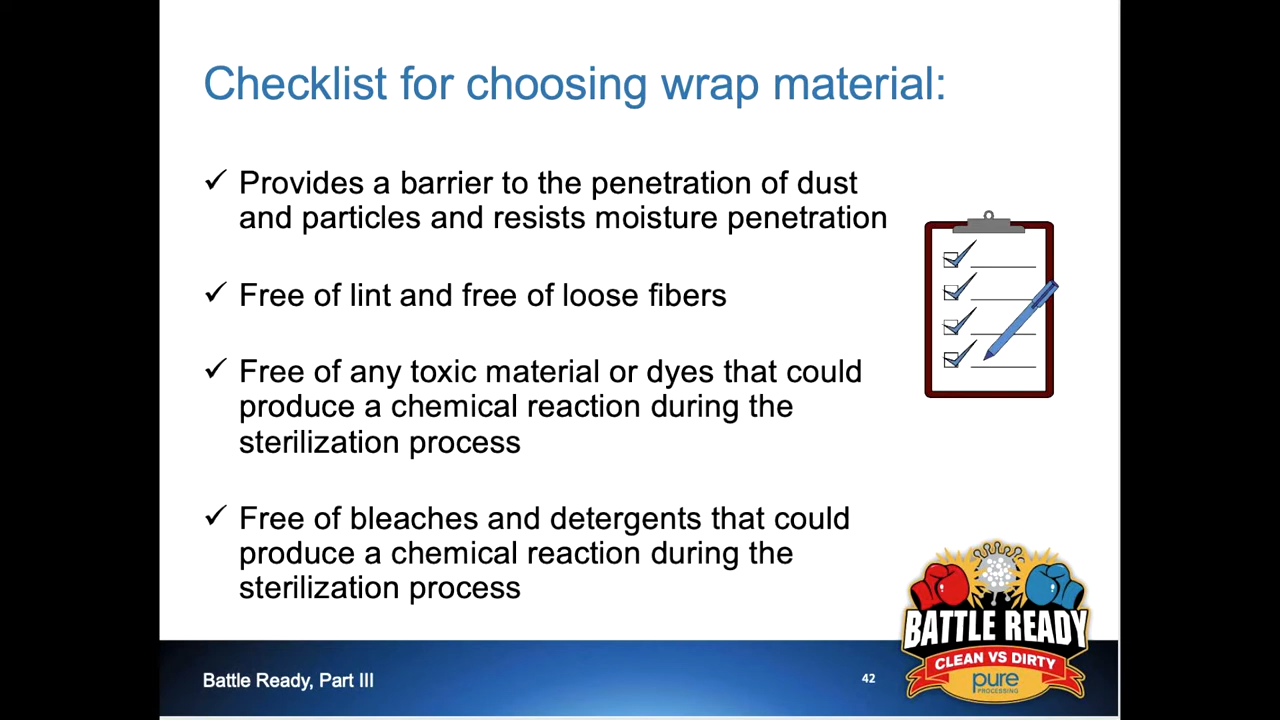 Checklist for choosing wrap material:
✓ Provides a barrier to the penetration of dust
and particles and resists moisture penetration
✓ Free of lint and free of loose fibers
✓ Free of any toxic material or dyes that could
produce a chemical reaction during the
sterilization process
✓ Free of bleaches and detergents that could
produce a chemical reaction during the
sterilization process
BATTLE READY
CLEAN VS DIRTY
pure
PROCESSING
Battle Ready, Part III
42